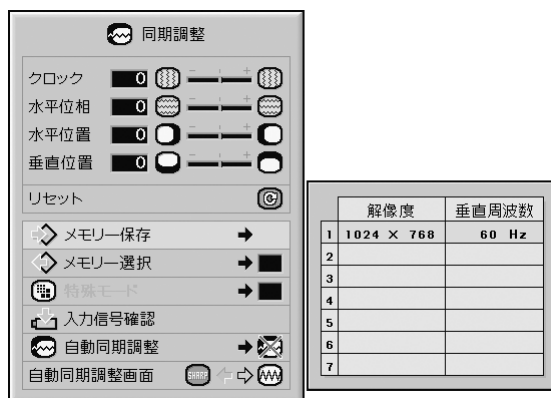 同期調整
クロック 0 - +
水平位相 0 - +
水平位置 0 - +
垂直位置 0 - +
リセット
メモリー保存
メモリー選択
特殊モード
入力信号確認
自動同期調整
自動同期調整画面 SHARP
解像度 垂直周波数
1 1024 × 768 60 Hz
2
3
4
5
6
7